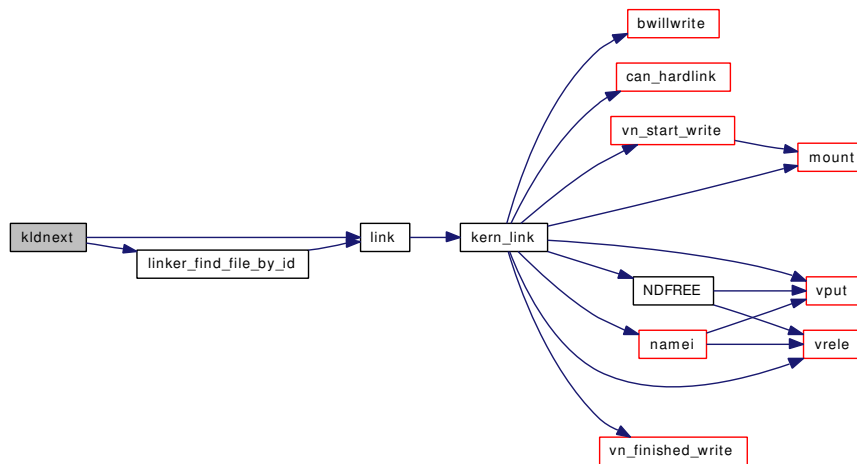 bwillwrite
can_hardlink
vn_start_write
mount
kldnext
link
kern_link
linker_find_file_by_id
NDFREE
vput
namei
vrele
vn_finished_write